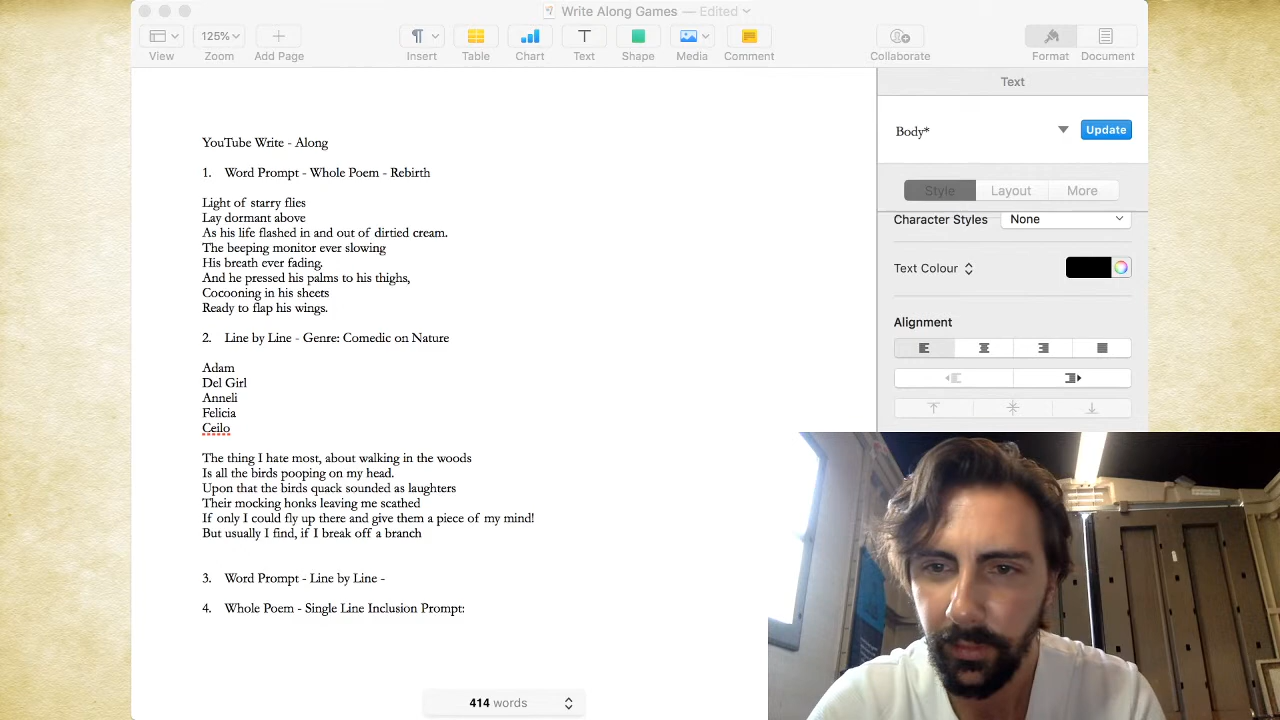 Write Along Games — Edited
125%
View
Zoom
Add Page
Insert
Table
Chart
Text
Shape
Media
Comment
Collaborate
Format
Document
Text
Body*
Update
Style
Layout
More
Character Styles
None
Text Colour
Alignment
YouTube Write - Along
1. Word Prompt - Whole Poem - Rebirth
Light of starry flies
Lay dormant above
As his life flashed in and out of dirtied cream.
The beeping monitor ever slowing
His breath ever fading.
And he pressed his palms to his thighs,
Cocooning in his sheets
Ready to flap his wings.
2. Line by Line - Genre: Comedic on Nature
Adam
Del Girl
Anneli
Felicia
Ceilo
The thing I hate most, about walking in the woods
Is all the birds pooping on my head.
Upon that the birds quack sounded as laughters
Their mocking honks leaving me scathed
If only I could fly up there and give them a piece of my mind!
But usually I find, if I break off a branch
3. Word Prompt - Line by Line -
4. Whole Poem - Single Line Inclusion Prompt:
414 words